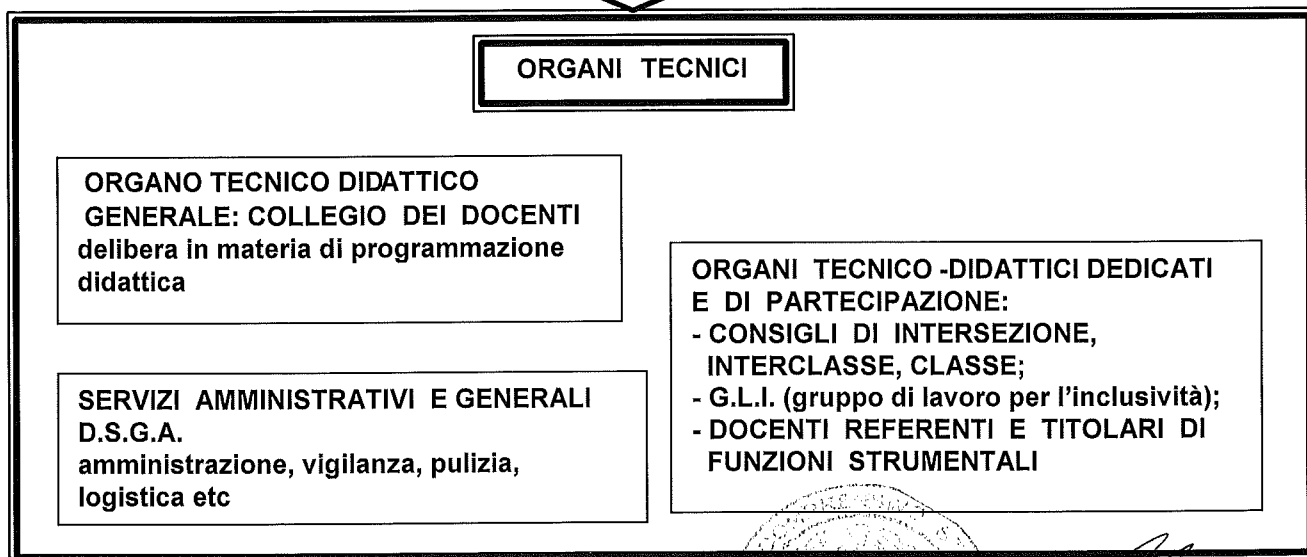 ORGANI TECNICI
ORGANO TECNICO DIDATTICO
GENERALE: COLLEGIO DEI DOCENTI
delibera in materia di programmazione
didattica
SERVIZI AMMINISTRATIVI E GENERALI
D.S.G.A.
amministrazione, vigilanza, pulizia,
logistica etc
ORGANI TECNICO -DIDATTICI DEDICATI
E DI PARTECIPAZIONE:
- CONSIGLI DI INTERSEZIONE,
INTERCLASSE, CLASSE;
- G.L.I. (gruppo di lavoro per l'inclusività);
- DOCENTI REFERENTI E TITOLARI DI
FUNZIONI STRUMENTALI